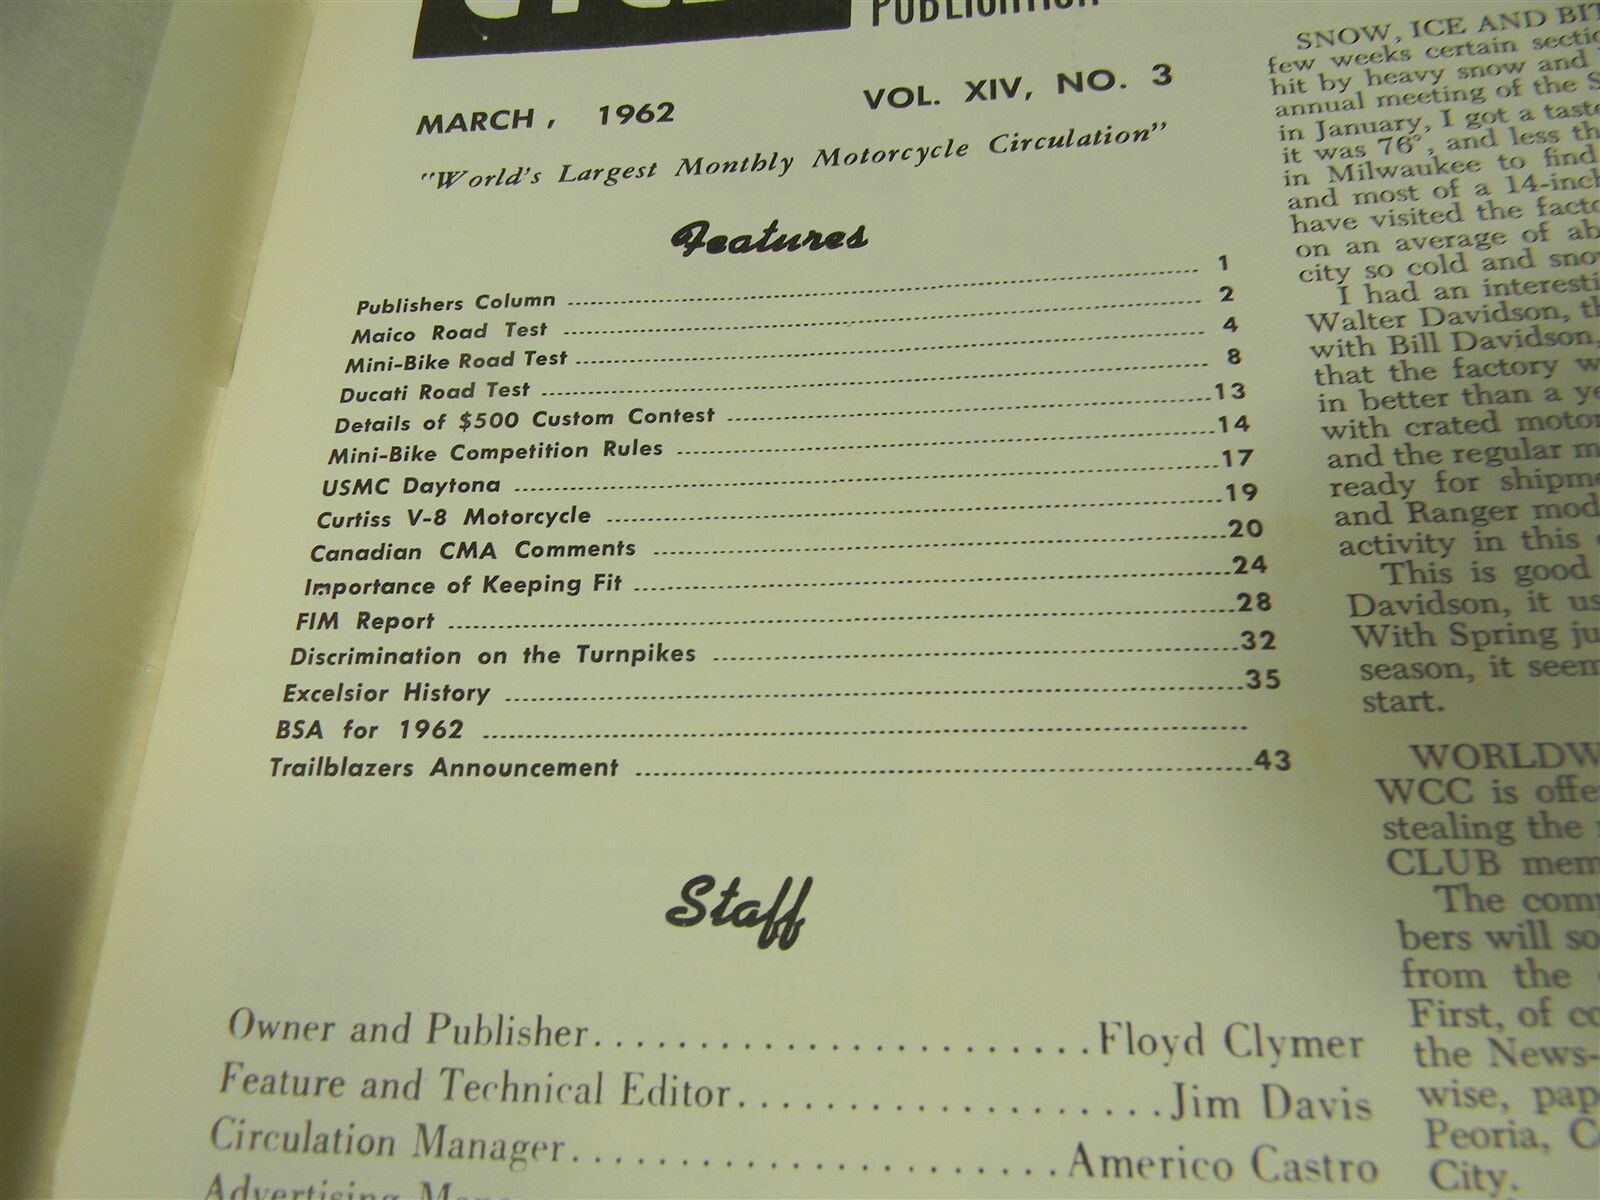 MARCH, 1962 VOL. XIV, NO. 3
"World's Largest Monthly Motorcycle Circulation"
Features
Publishers Column 1
Maico Road Test 2
Mini-Bike Road Test 4
Ducati Road Test 8
Details of $500 Custom Contest 13
Mini-Bike Competition Rules 14
USMC Daytona 17
Curtiss V-8 Motorcycle 19
Canadian CMA Comments 20
Importance of Keeping Fit 24
FIM Report 28
Discrimination on the Turnpikes 32
Excelsior History 35
BSA for 1962
Trailblazers Announcement 43
Staff
Owner and Publisher Floyd Clymer
Feature and Technical Editor Jim Davis
Circulation Manager Americo Castro
Advertising
SNOW, ICE AND
few weeks certain
hit by heavy snow and
annual meeting of the
in January, I got a
it was 76°, and less
in Milwaukee to find
and most of a
have visited the
on an average of
city so cold and
I had an
Walter Davidson,
with Bill Davidson,
that the factory
in better than a
with crated
and the regular
ready for
and Ranger
activity in this
This is good
Davidson, it
With Spring
season, it
start.
WCC is
stealing the
CLUB
The
bers will
from the
First, of
the News-
wise,
Peoria,
City.